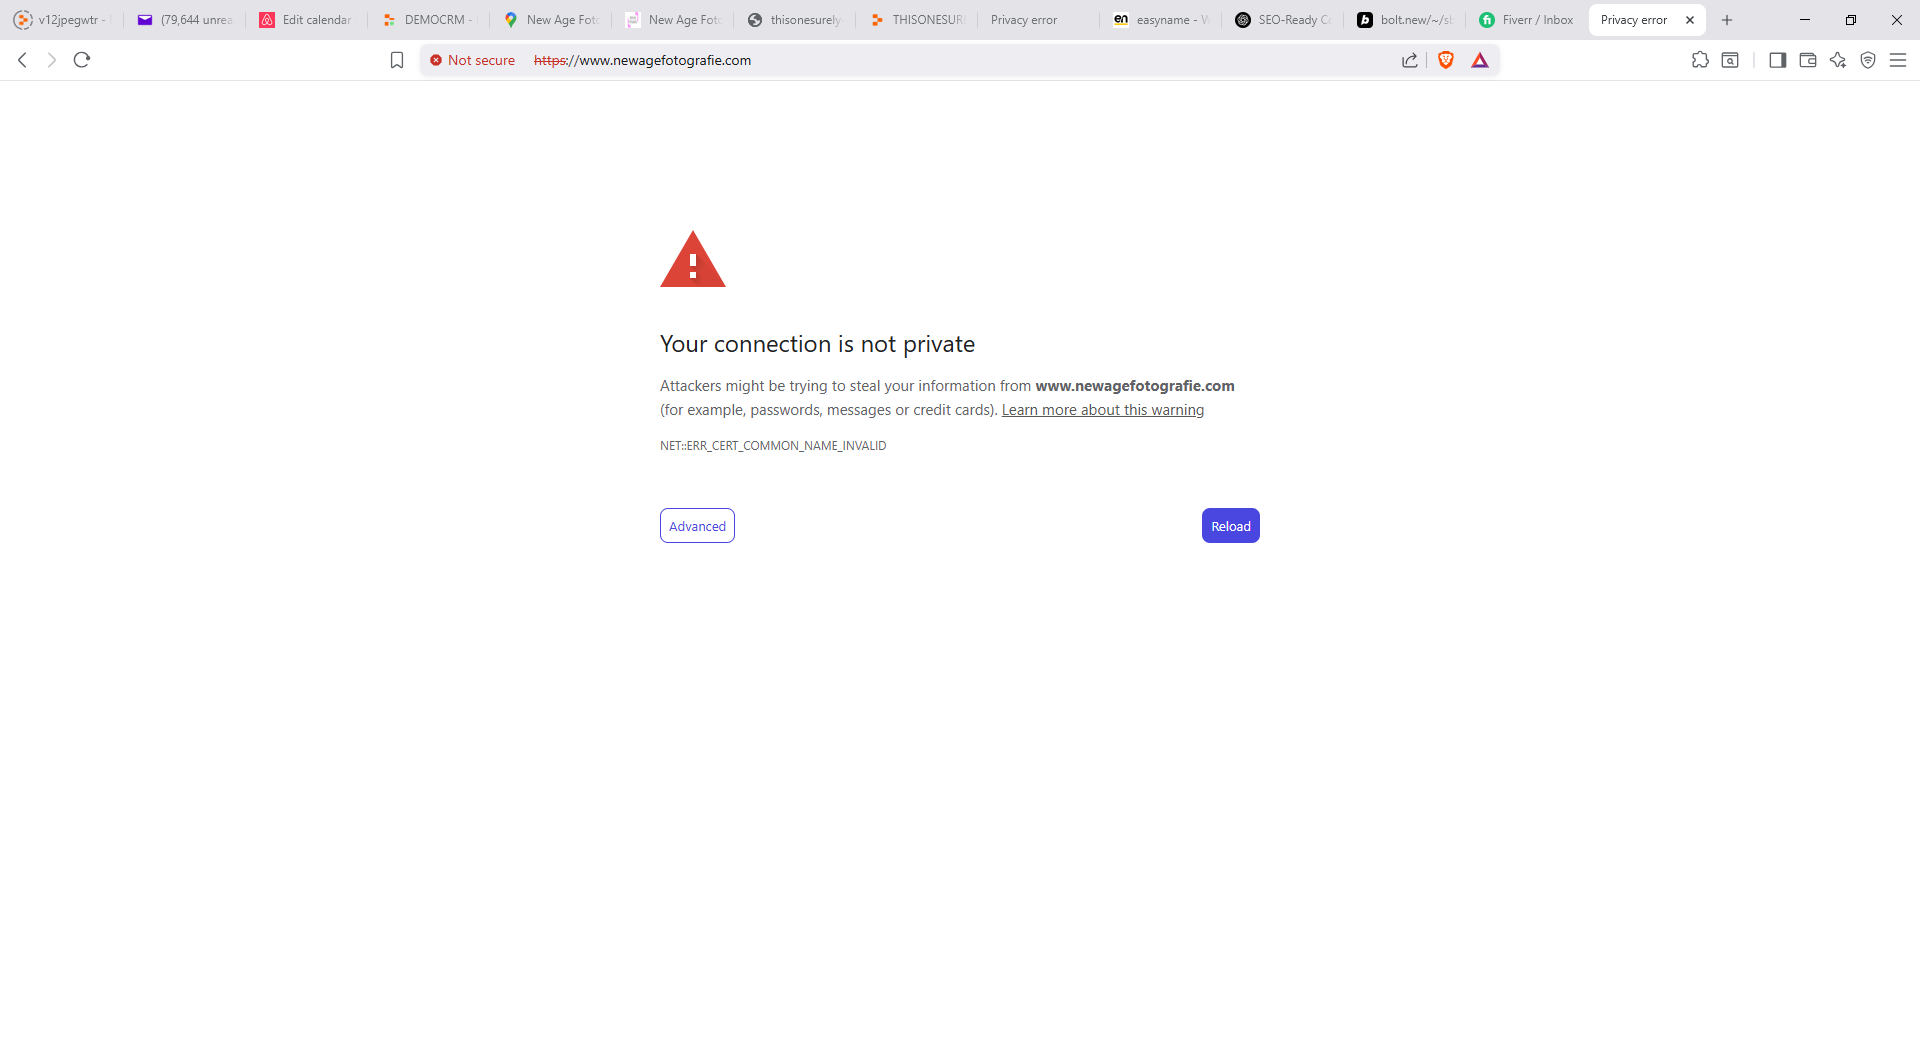 v12jpegwtr -
(79,644 unrea
Edit calendar
DEMOCRM -
New Age Foto
New Age Foto
thisonesurely
THISONESUR
Privacy error
easyname - W
SEO-Ready Co
bolt.new/~/sb
Fiverr / Inbox
Privacy error
Not secure https://www.newagefotografie.com
Your connection is not private
Attackers might be trying to steal your information from www.newagefotografie.com
(for example, passwords, messages or credit cards). Learn more about this warning
NET::ERR_CERT_COMMON_NAME_INVALID
Advanced
Reload